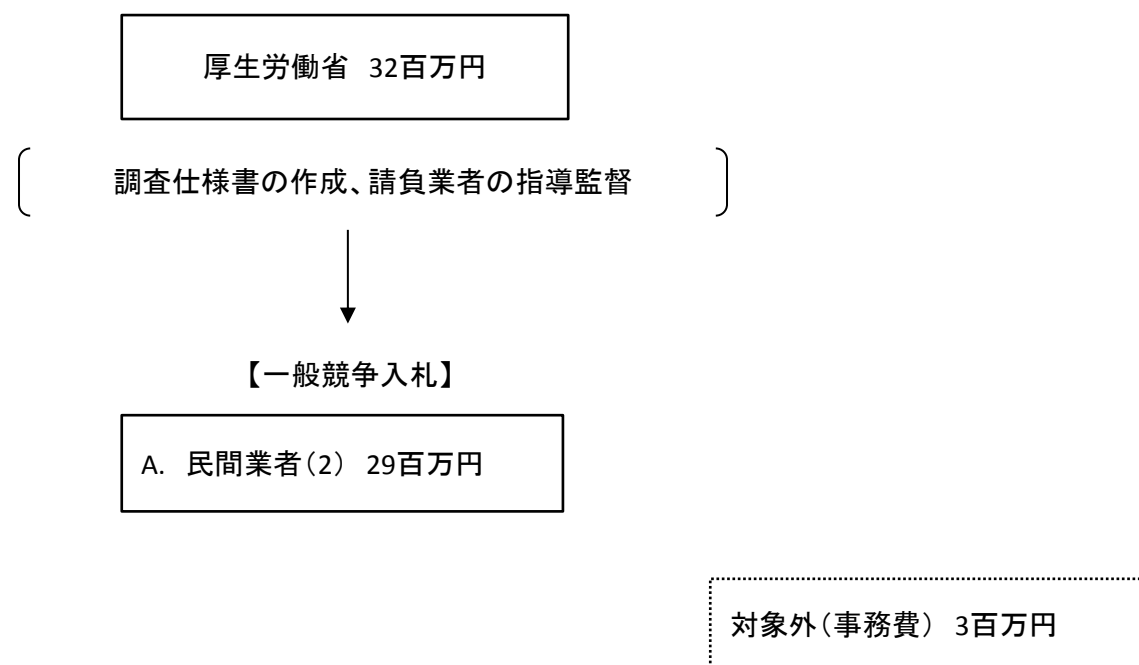 厚生労働省 32百万円
調査仕様書の作成、請負業者の指導監督
【一般競争入札】
A. 民間業者(2) 29百万円
対象外(事務費) 3百万円